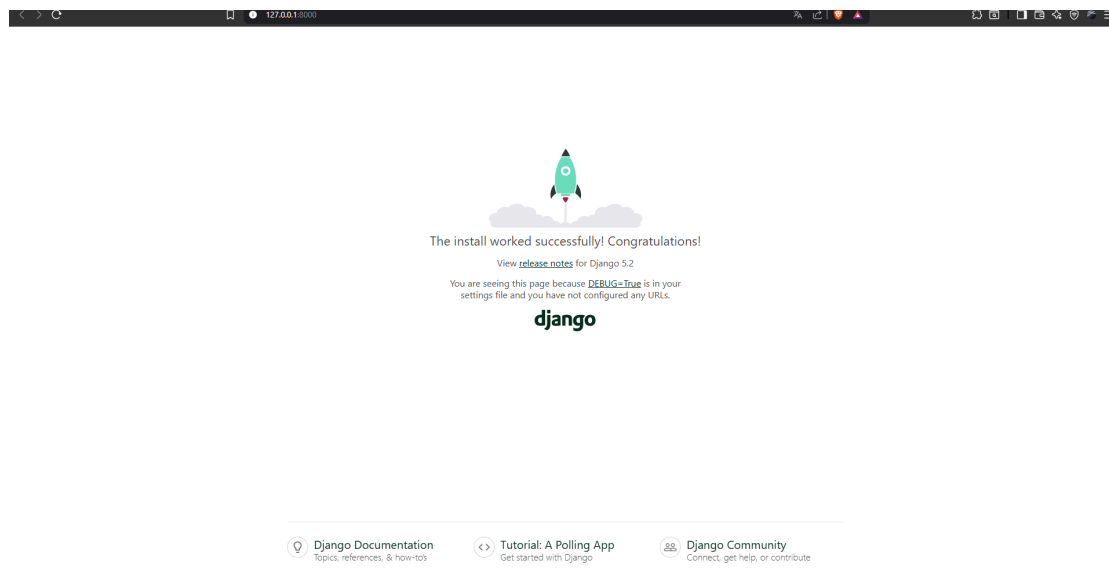 127.0.0.1:8000
The install worked successfully! Congratulations!
View release notes for Django 5.2
You are seeing this page because DEBUG=True is in your
settings file and you have not configured any URLs.
django
Django Documentation
Topics, references, & how-to's
Tutorial: A Polling App
Get started with Django
Django Community
Connect, get help, or contribute